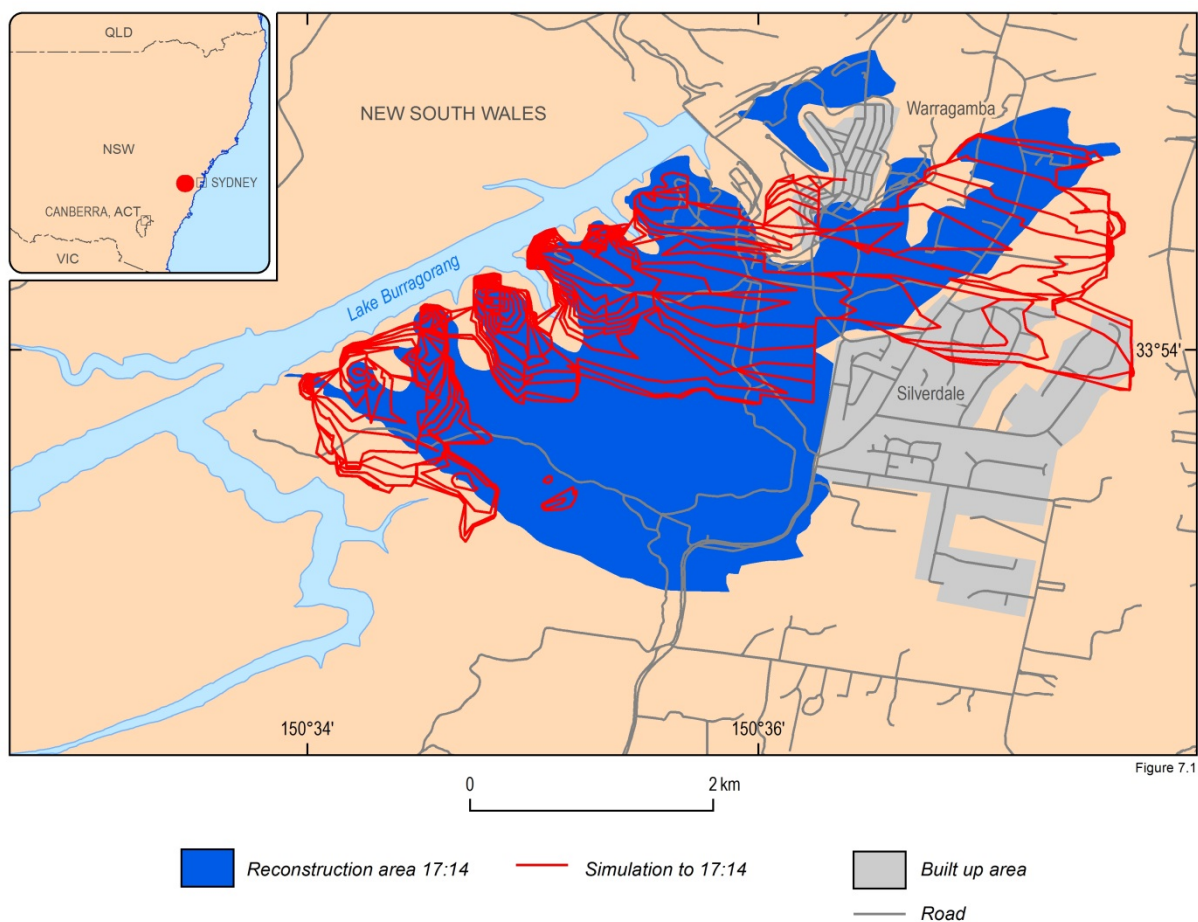 QLD
NSW
SYDNEY
CANBERRA, ACT
VIC
NEW SOUTH WALES
Warragamba
Lake Burragorang
33°54'
Silverdale
150°34'
150°36'
Figure 7.1
0
2 km
Reconstruction area 17:14
Simulation to 17:14
Built up area
Road